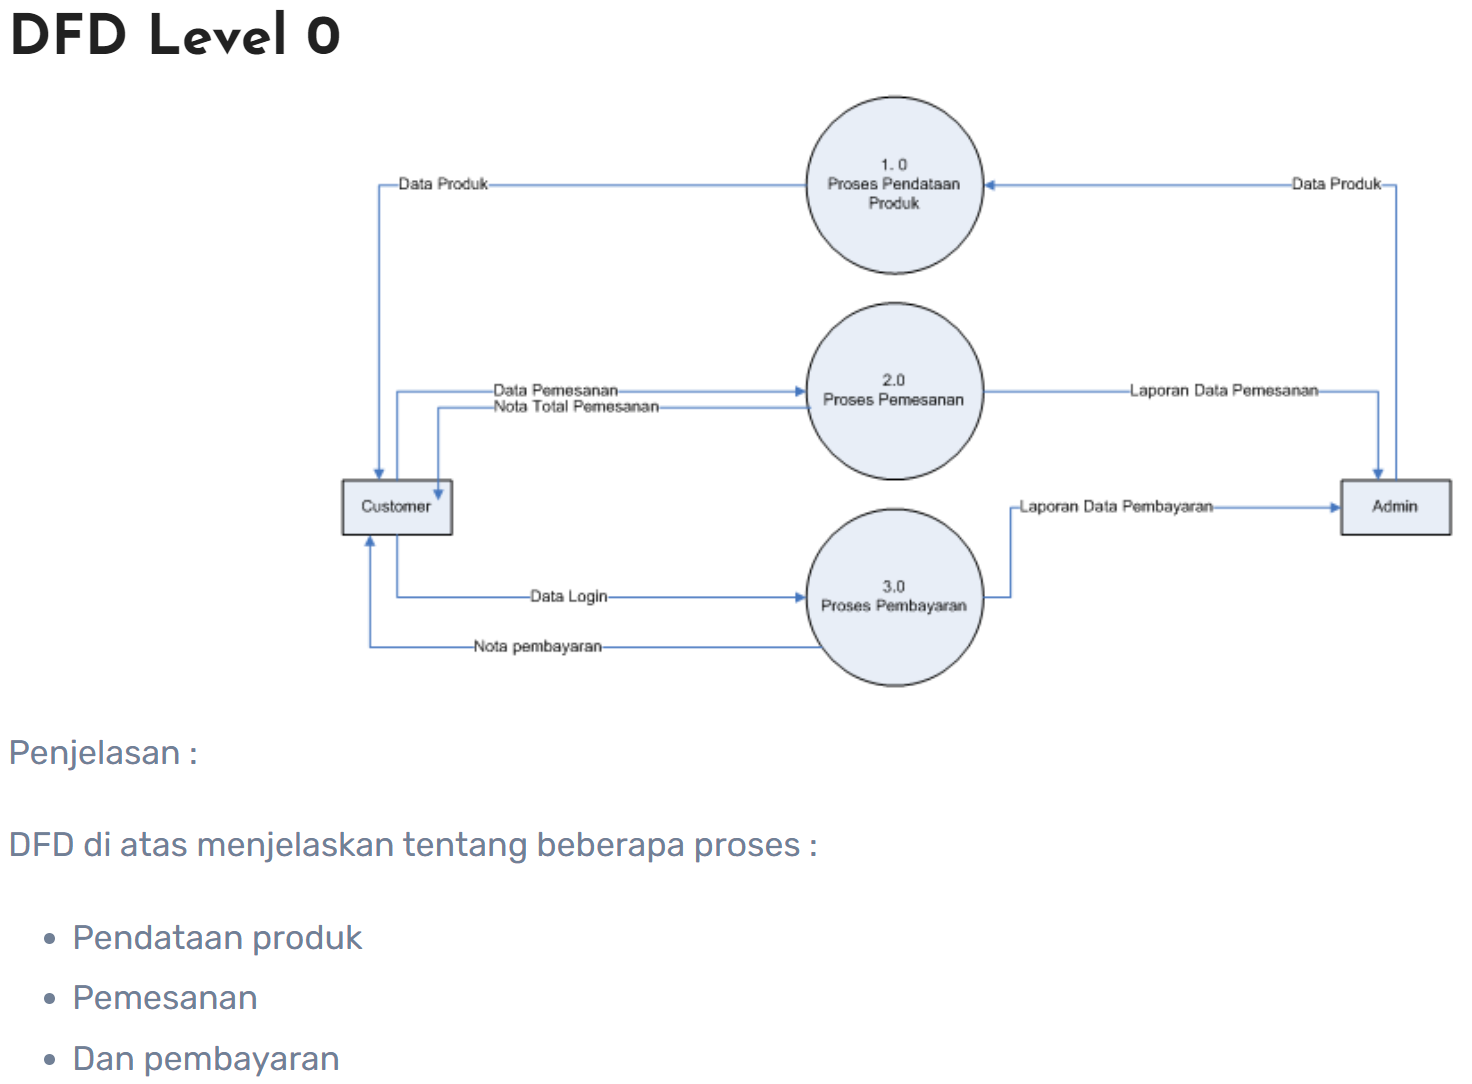 DFD Level 0
1. 0
Proses Pendataan
Produk
Data Produk
Data Produk
2.0
Proses Pemesanan
Data Pemesanan
Nota Total Pemesanan
Laporan Data Pemesanan
Customer
Laporan Data Pembayaran
Admin
3.0
Proses Pembayaran
Data Login
Nota pembayaran
Penjelasan :
DFD di atas menjelaskan tentang beberapa proses :
• Pendataan produk
• Pemesanan
• Dan pembayaran